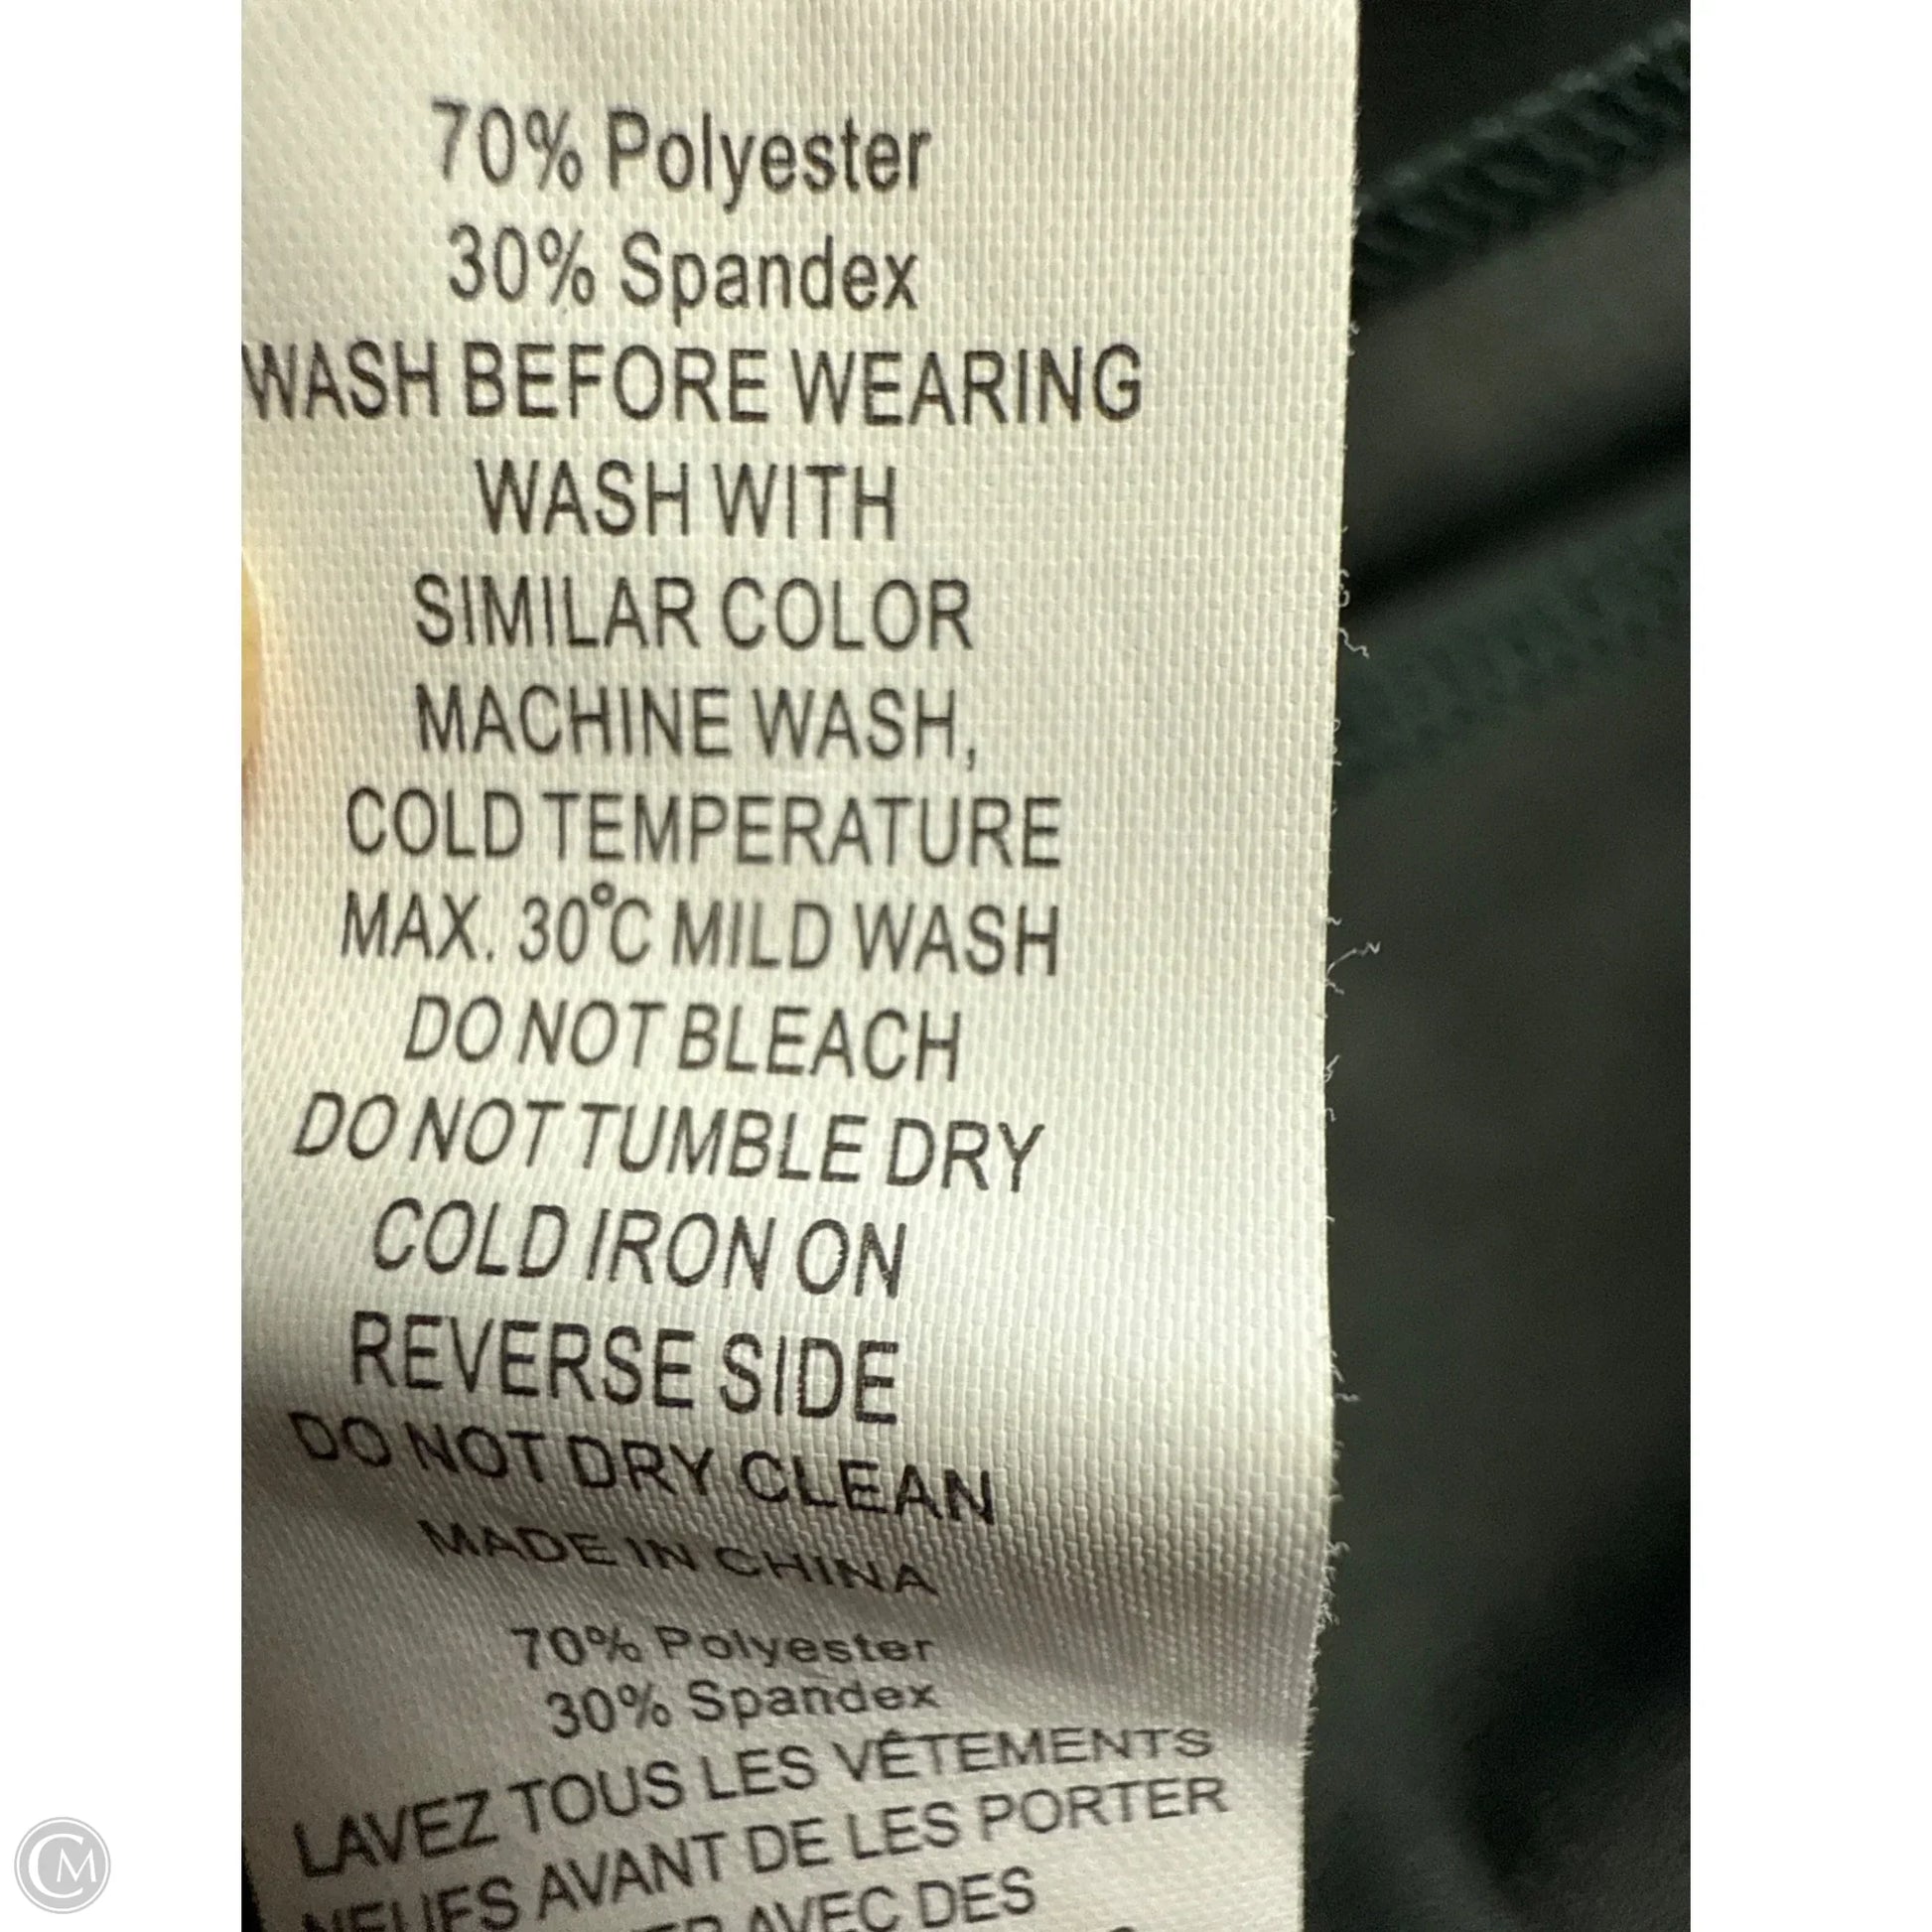 70% Polyester
30% Spandex
WASH BEFORE WEARING
WASH WITH
SIMILAR COLOR
MACHINE WASH,
COLD TEMPERATURE
MAX. 30°C MILD WASH
DO NOT BLEACH
DO NOT TUMBLE DRY
COLD IRON ON
REVERSE SIDE
DO NOT DRY CLEAN
MADE IN CHINA
70% Polyester
30% Spandex
LAVEZ TOUS LES VÊTEMENTS
NEUFS AVANT DE LES PORTER
AVEC DES
CM